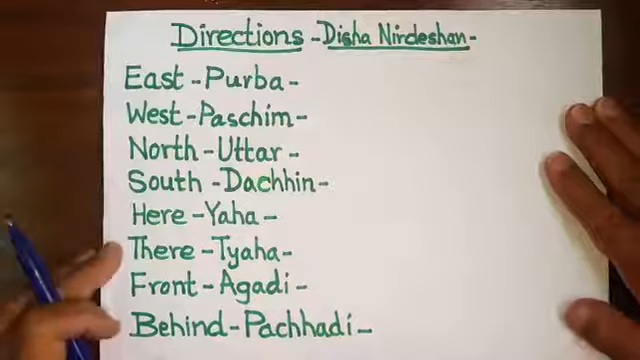 Directions - Disha Nirdeshan -
East - Purba -
West - Paschim -
North - Uttar -
South - Dachhin -
Here - Yaha -
There - Tyaha -
Front - Agadi -
Behind - Pachhadi -